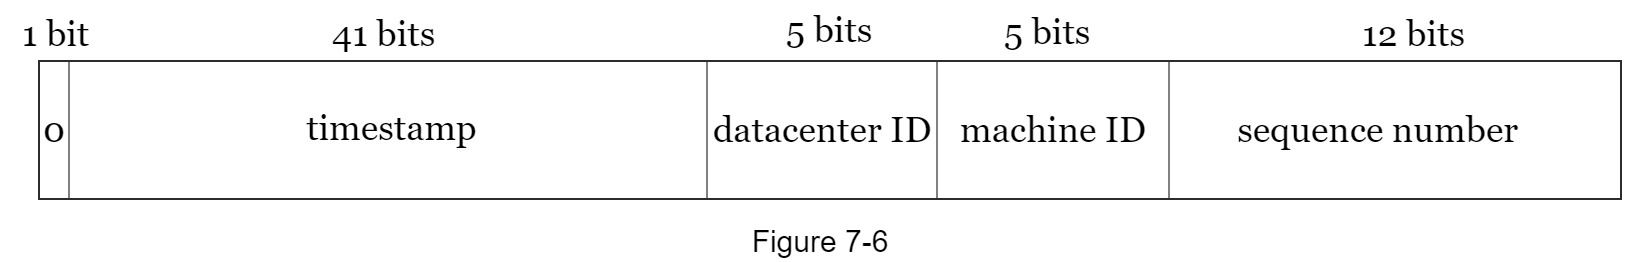 1 bit 41 bits 5 bits 5 bits 12 bits
0 timestamp datacenter ID machine ID sequence number
Figure 7-6